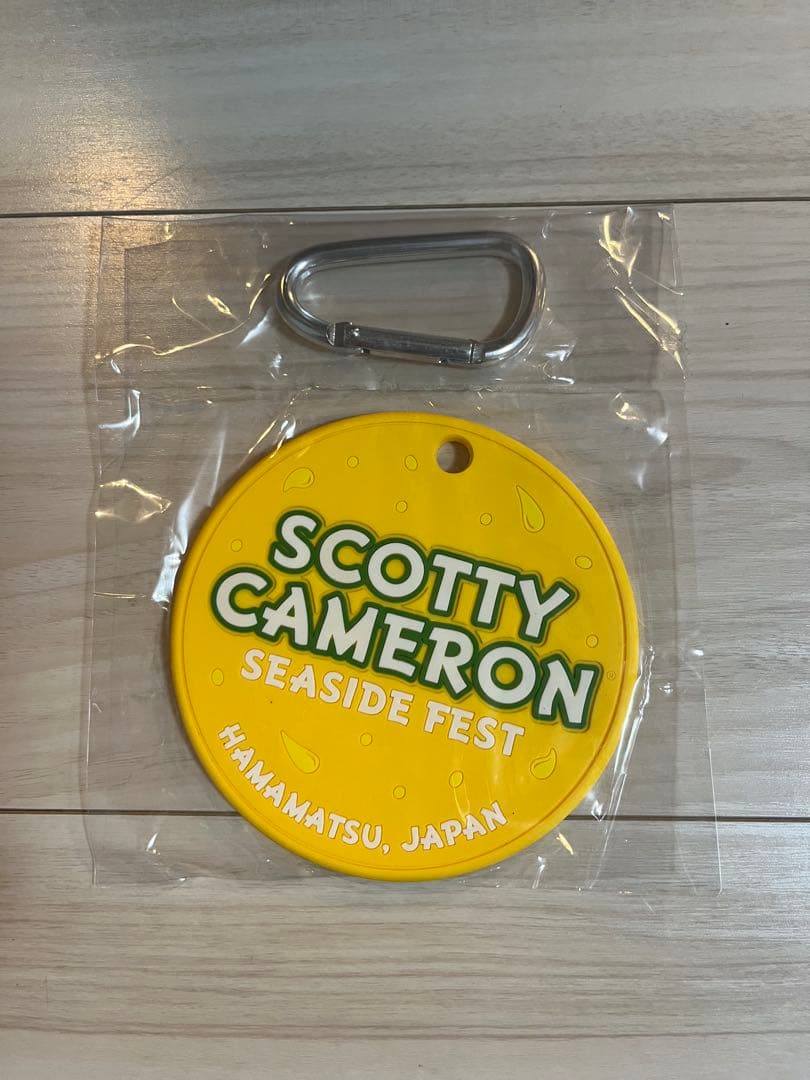 SCOTTY
CAMERON®
SEASIDE FEST
HAMAMATSU, JAPAN